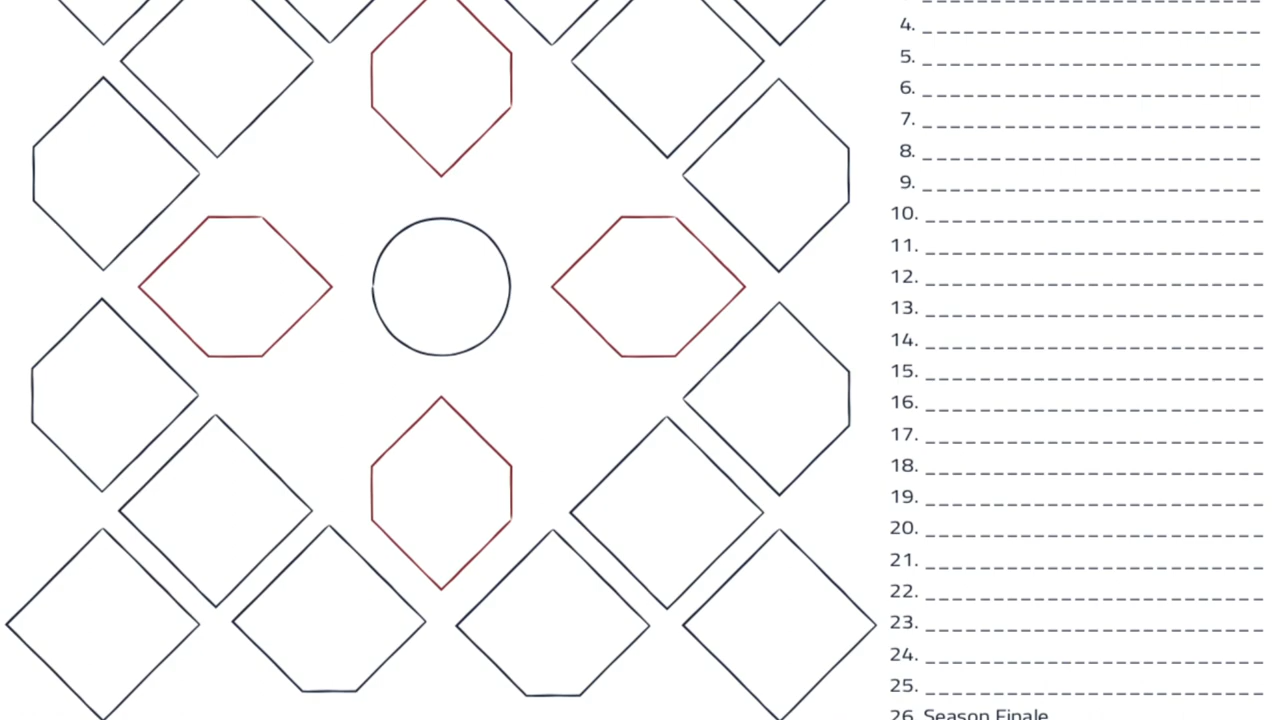 4. _ _ _ _ _ _ _ _ _ _ _ _ _ _ _ _ _ _ _ _ _ _ _ _
5. _ _ _ _ _ _ _ _ _ _ _ _ _ _ _ _ _ _ _ _ _ _ _ _
6. _ _ _ _ _ _ _ _ _ _ _ _ _ _ _ _ _ _ _ _ _ _ _ _
7. _ _ _ _ _ _ _ _ _ _ _ _ _ _ _ _ _ _ _ _ _ _ _ _
8. _ _ _ _ _ _ _ _ _ _ _ _ _ _ _ _ _ _ _ _ _ _ _ _
9. _ _ _ _ _ _ _ _ _ _ _ _ _ _ _ _ _ _ _ _ _ _ _ _
10. _ _ _ _ _ _ _ _ _ _ _ _ _ _ _ _ _ _ _ _ _ _ _ _
11. _ _ _ _ _ _ _ _ _ _ _ _ _ _ _ _ _ _ _ _ _ _ _ _
12. _ _ _ _ _ _ _ _ _ _ _ _ _ _ _ _ _ _ _ _ _ _ _ _
13. _ _ _ _ _ _ _ _ _ _ _ _ _ _ _ _ _ _ _ _ _ _ _ _
14. _ _ _ _ _ _ _ _ _ _ _ _ _ _ _ _ _ _ _ _ _ _ _ _
15. _ _ _ _ _ _ _ _ _ _ _ _ _ _ _ _ _ _ _ _ _ _ _ _
16. _ _ _ _ _ _ _ _ _ _ _ _ _ _ _ _ _ _ _ _ _ _ _ _
17. _ _ _ _ _ _ _ _ _ _ _ _ _ _ _ _ _ _ _ _ _ _ _ _
18. _ _ _ _ _ _ _ _ _ _ _ _ _ _ _ _ _ _ _ _ _ _ _ _
19. _ _ _ _ _ _ _ _ _ _ _ _ _ _ _ _ _ _ _ _ _ _ _ _
20. _ _ _ _ _ _ _ _ _ _ _ _ _ _ _ _ _ _ _ _ _ _ _ _
21. _ _ _ _ _ _ _ _ _ _ _ _ _ _ _ _ _ _ _ _ _ _ _ _
22. _ _ _ _ _ _ _ _ _ _ _ _ _ _ _ _ _ _ _ _ _ _ _ _
23. _ _ _ _ _ _ _ _ _ _ _ _ _ _ _ _ _ _ _ _ _ _ _ _
24. _ _ _ _ _ _ _ _ _ _ _ _ _ _ _ _ _ _ _ _ _ _ _ _
25. _ _ _ _ _ _ _ _ _ _ _ _ _ _ _ _ _ _ _ _ _ _ _ _
26. Season Finale